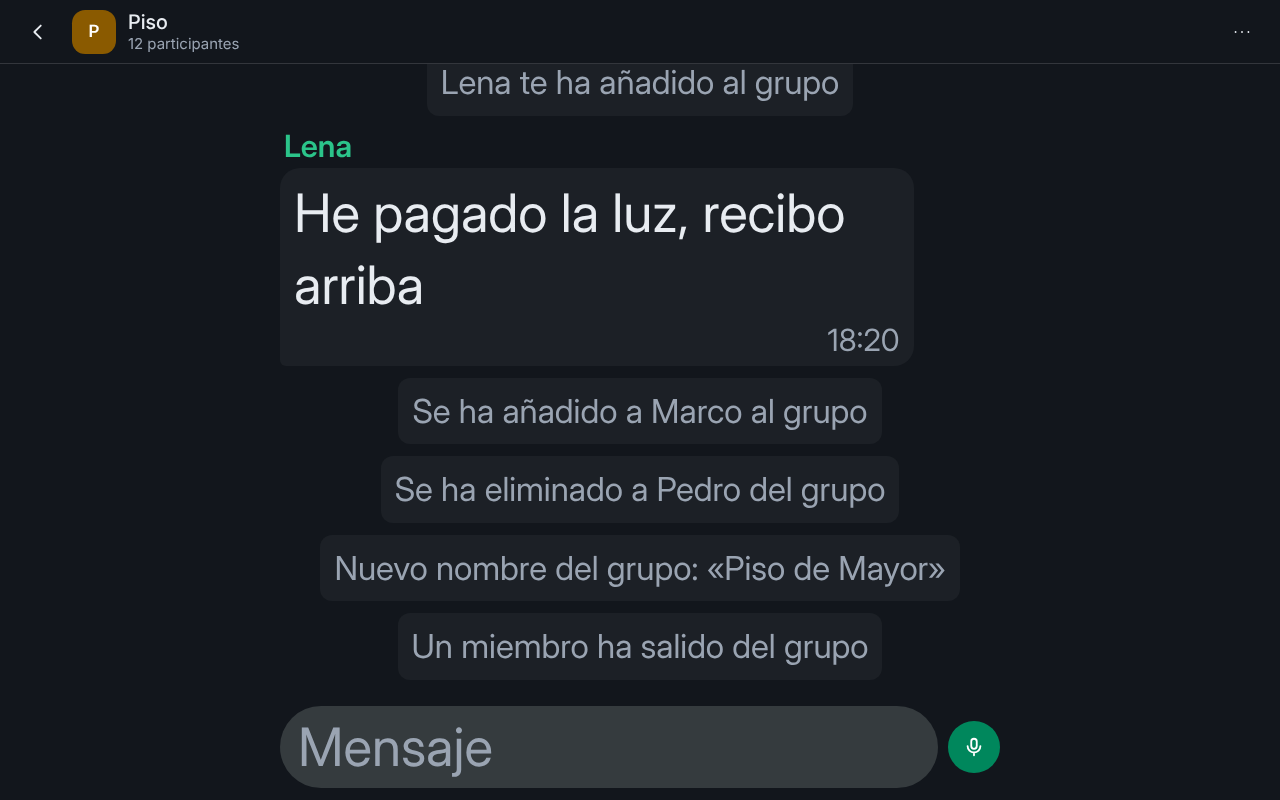 P
Piso
12 participantes
...
Lena te ha añadido al grupo
Lena
He pagado la luz, recibo
arriba
18:20
Se ha añadido a Marco al grupo
Se ha eliminado a Pedro del grupo
Nuevo nombre del grupo: «Piso de Mayor»
Un miembro ha salido del grupo
Mensaje